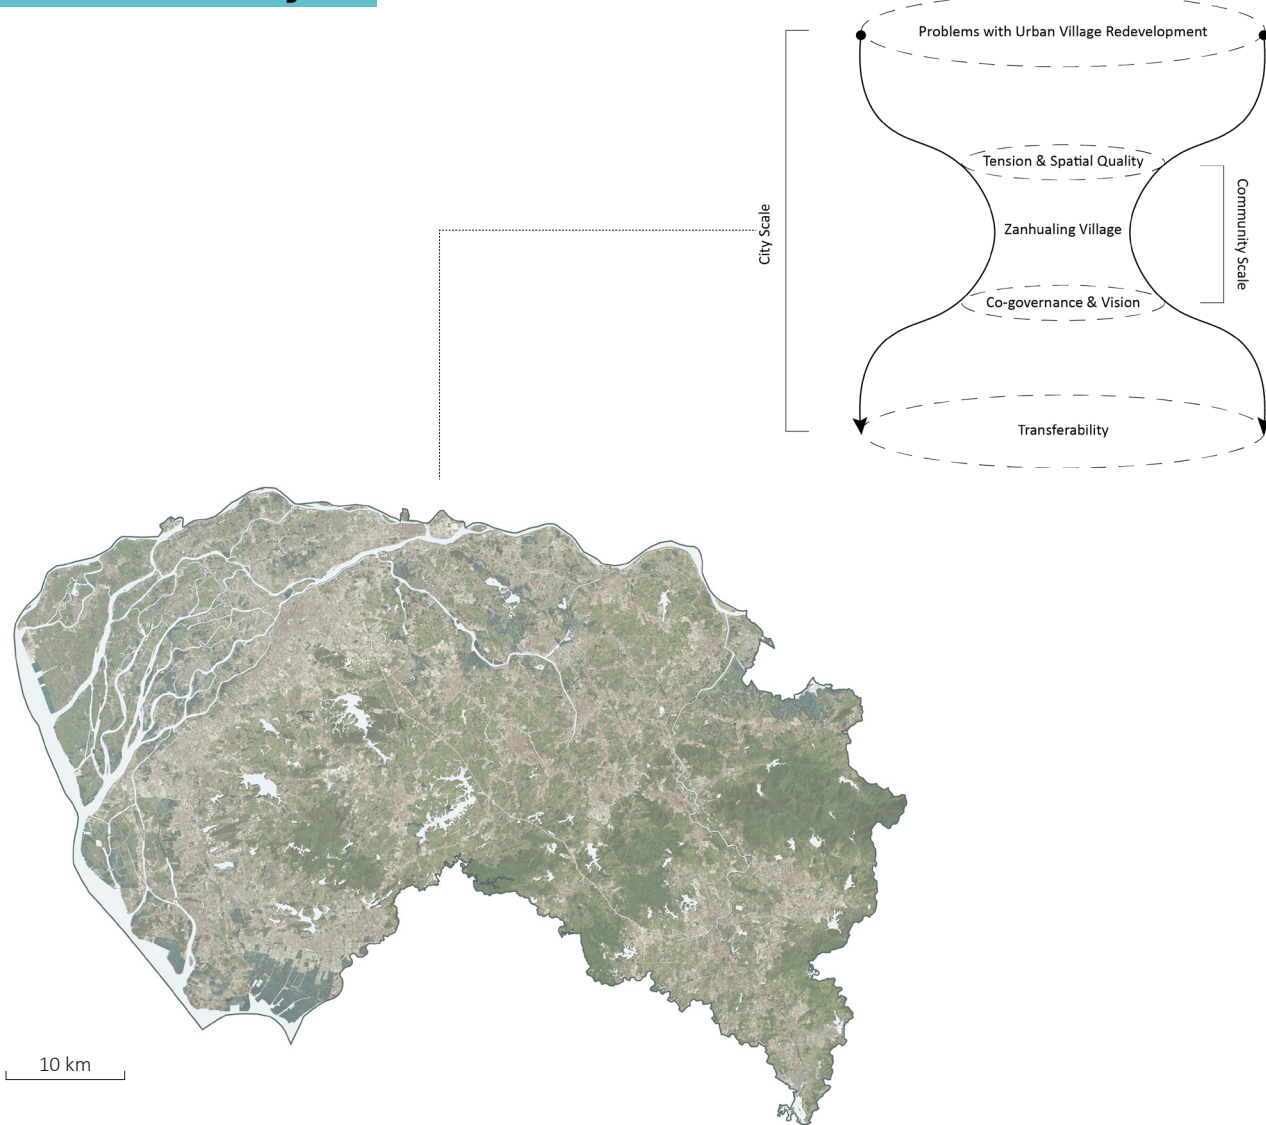 Problems with Urban Village Redevelopment
Tension & Spatial Quality
City Scale
Zanhualing Village
Community Scale
Co-governance & Vision
Transferability
10 km